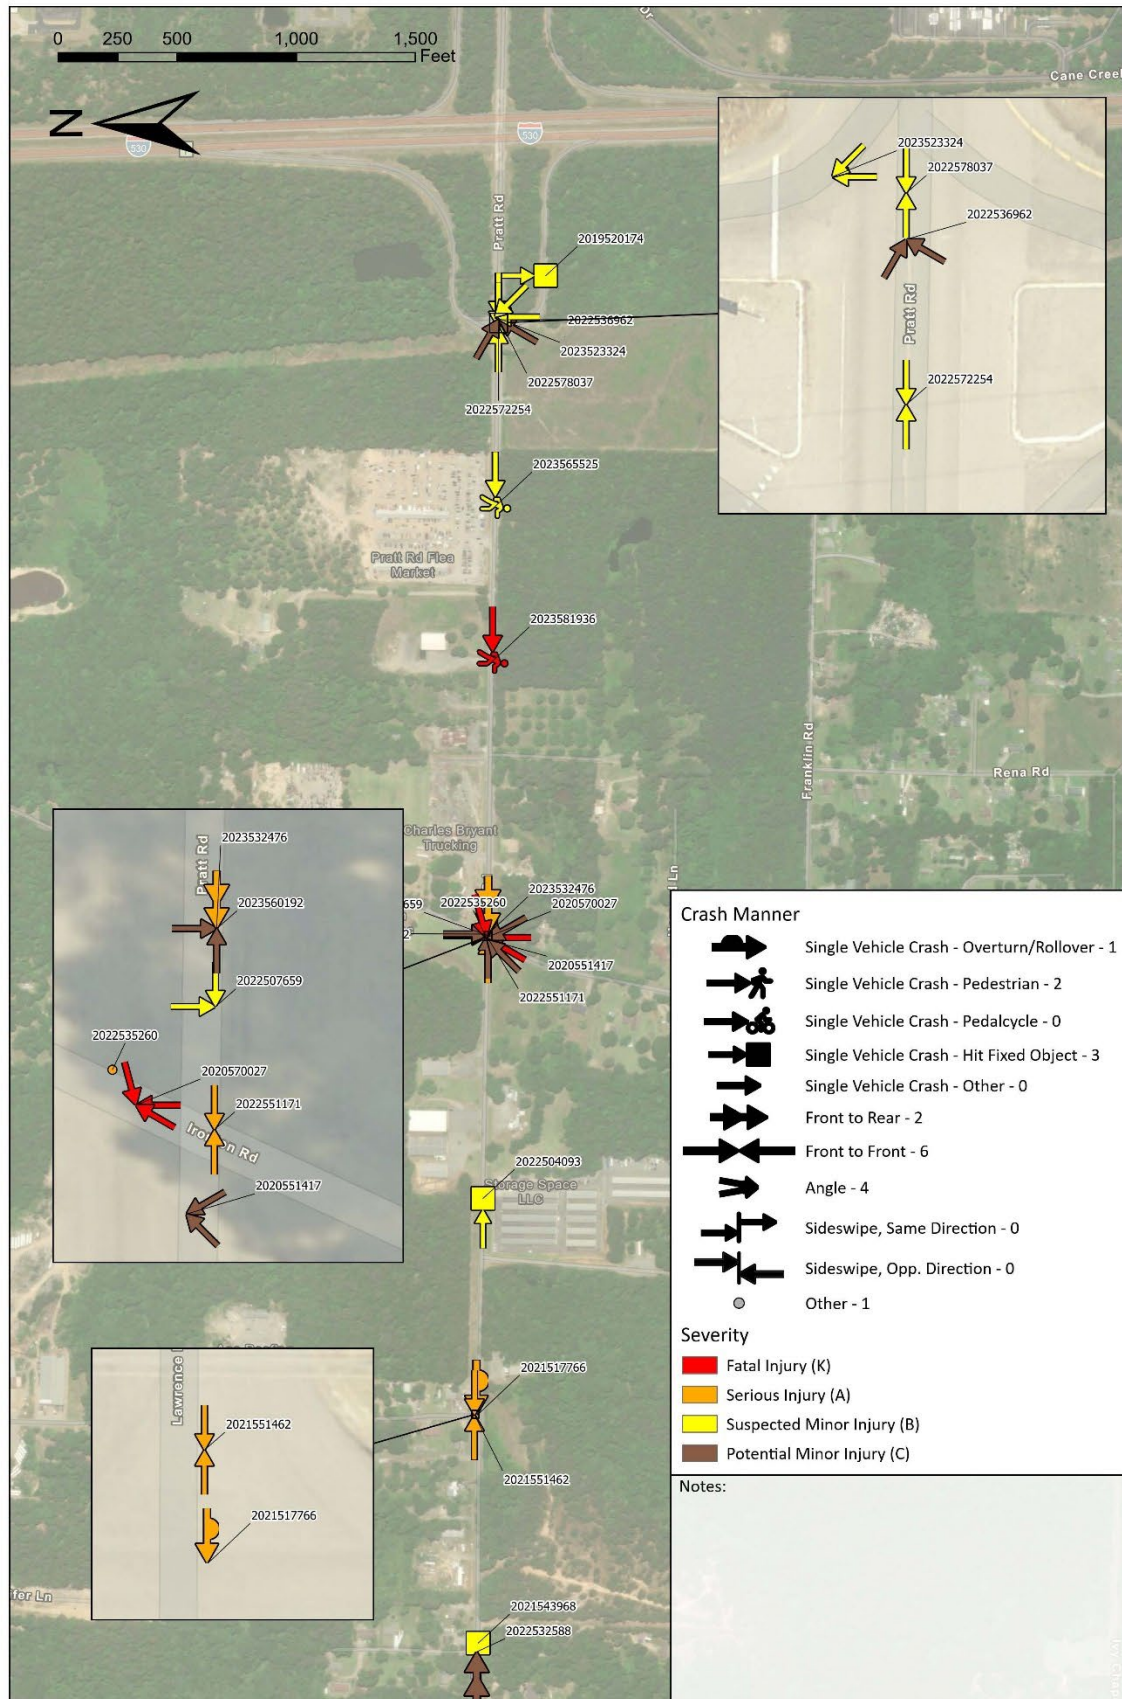 0 250 500 1,000 1,500
Feet
Dr
Cane Creek
N
530
530
Pratt Rd
2019520174
2022536962
2023523324
2022578037
2022572254
2023523324
2022578037
2022536962
Pratt Rd
2022572254
2023565525
Pratt Rd Flea
Market
2023581936
Franklin Rd
Rena Rd
Charles Bryant
Trucking
2023532476
2022535260
2020570027
2020551417
2022551171
Pratt Rd
2023532476
2023560192
2022507659
2022535260
2020570027
2022551171
2020551417
2022504093
Storage Space
LLC
2021517766
2021551462
Lawrence
2021551462
2021517766
fer Ln
2021543968
2022532588
Crash Manner
Single Vehicle Crash - Overturn/Rollover - 1
Single Vehicle Crash - Pedestrian - 2
Single Vehicle Crash - Pedalcycle - 0
Single Vehicle Crash - Hit Fixed Object - 3
Single Vehicle Crash - Other - 0
Front to Rear - 2
Front to Front - 6
Angle - 4
Sideswipe, Same Direction - 0
Sideswipe, Opp. Direction - 0
Other - 1
Severity
Fatal Injury (K)
Serious Injury (A)
Suspected Minor Injury (B)
Potential Minor Injury (C)
Notes: